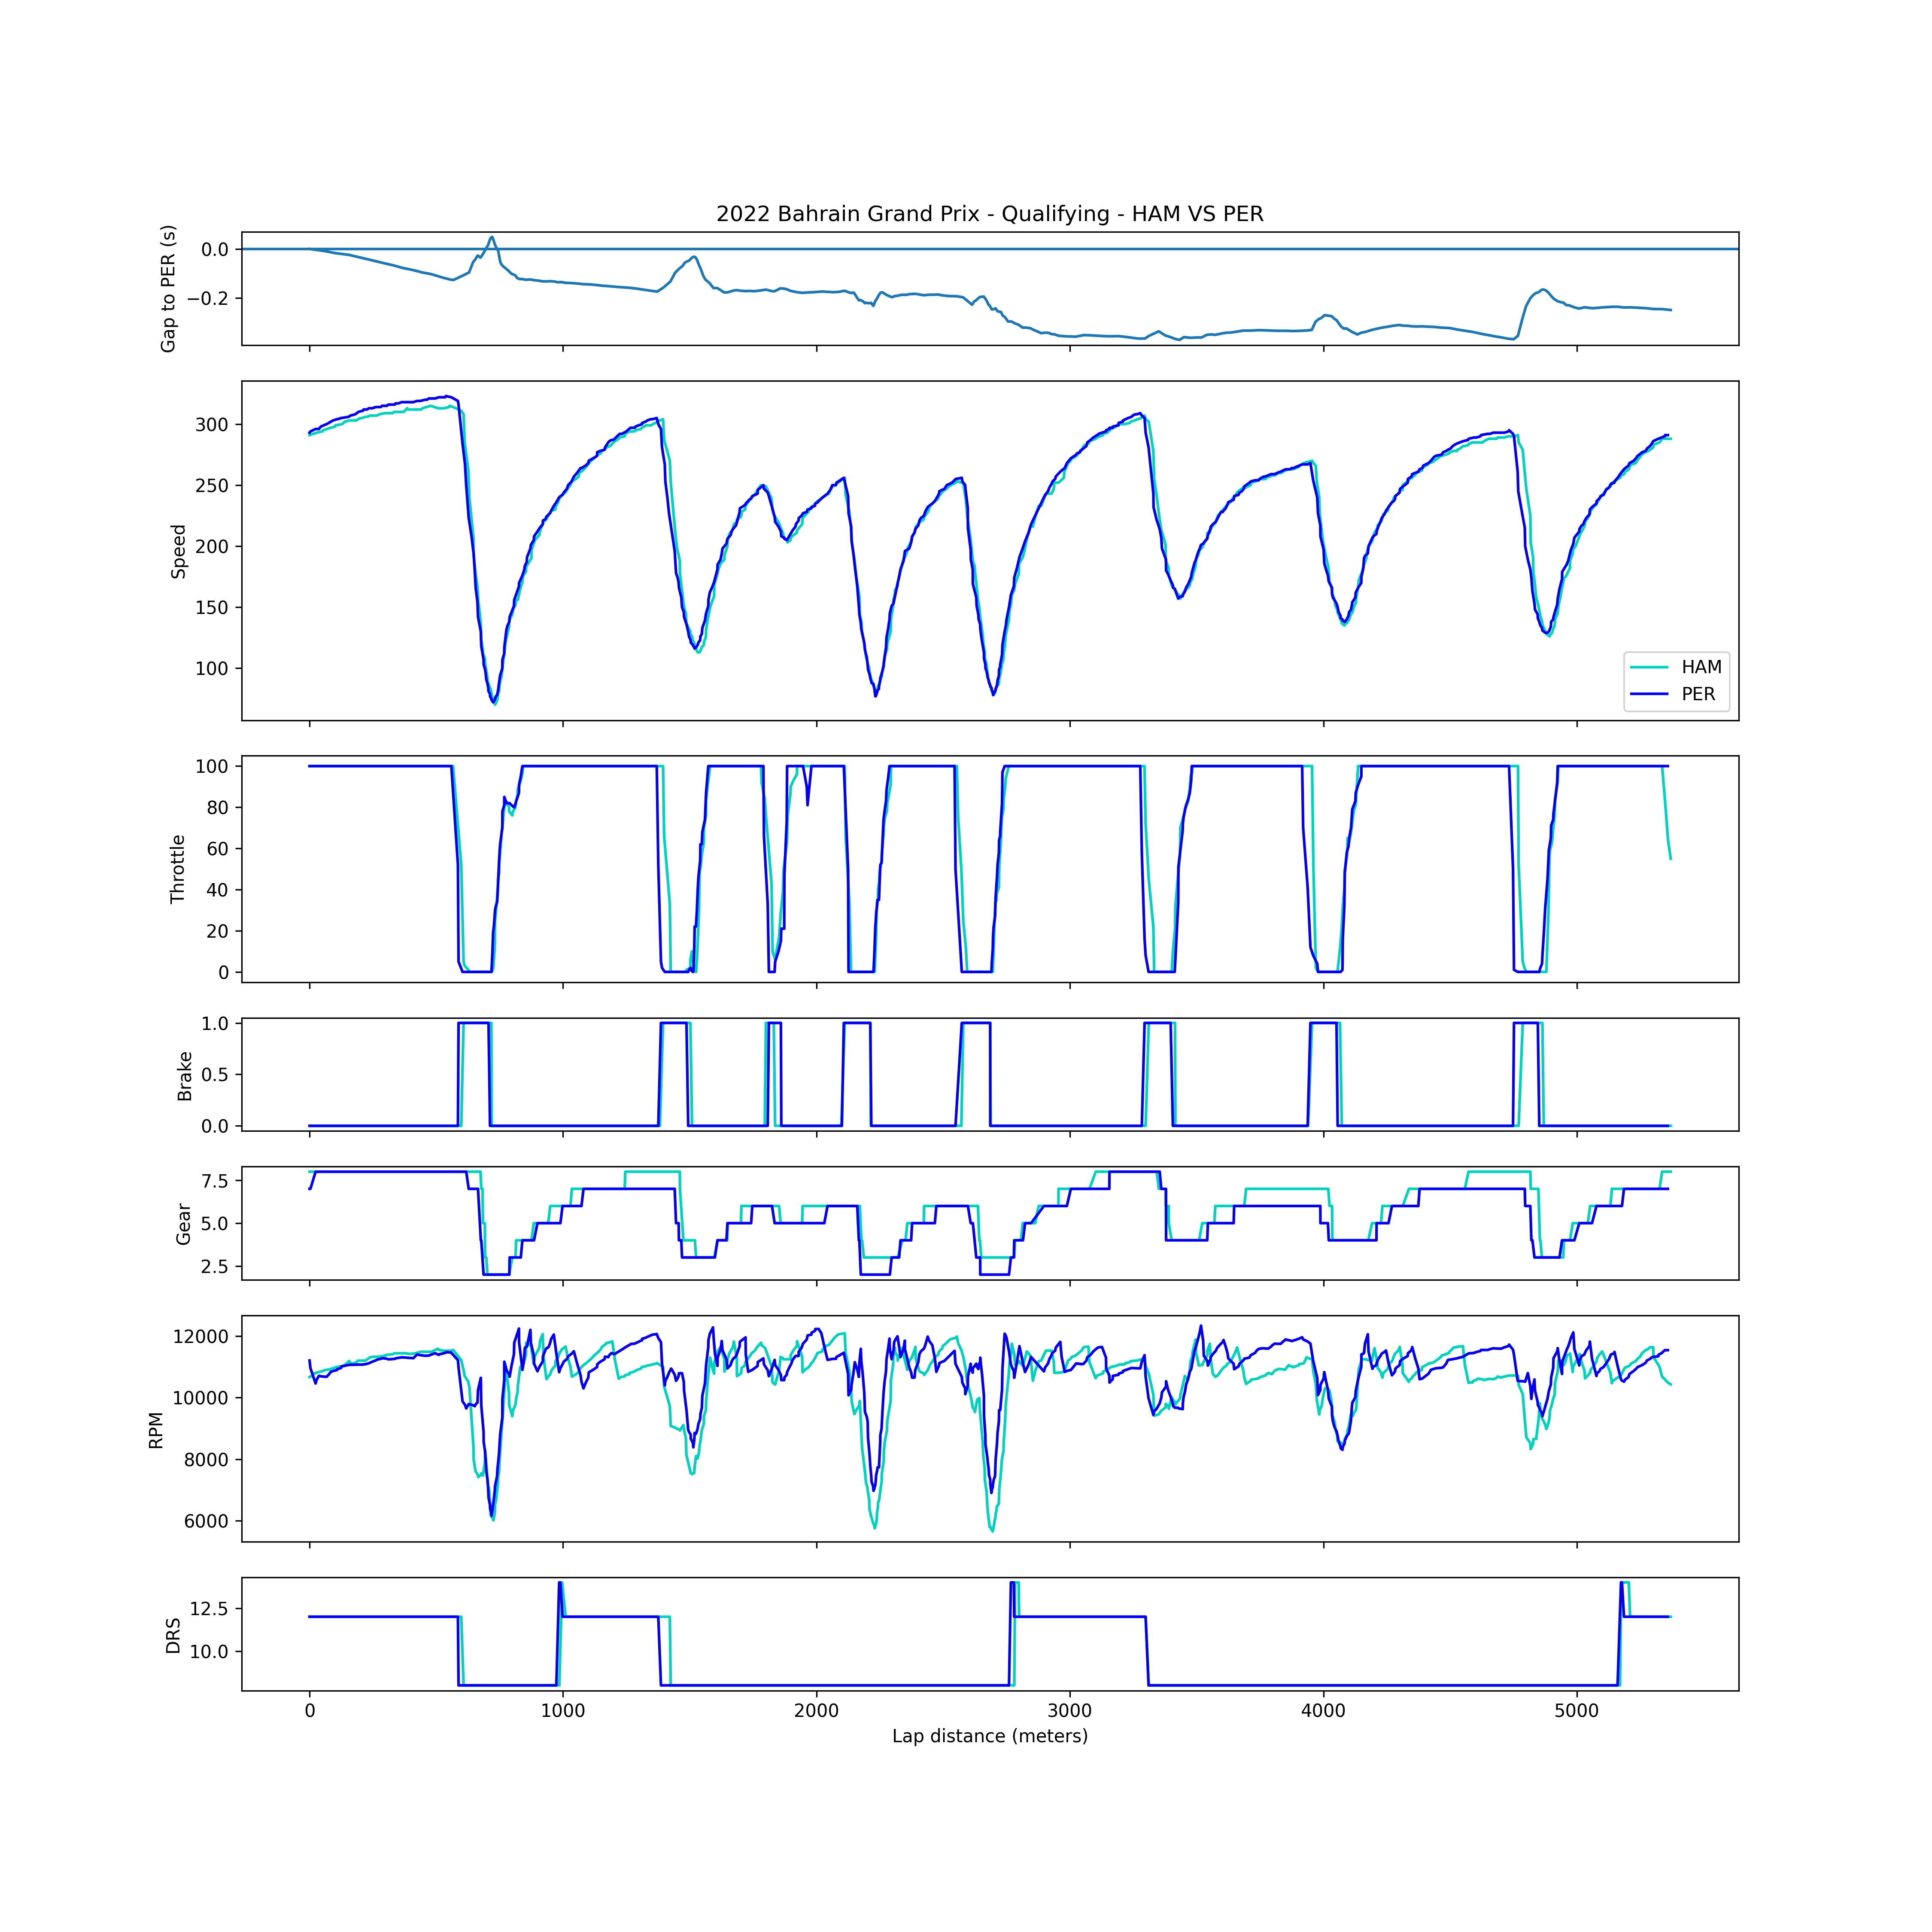 2022 Bahrain Grand Prix - Qualifying - HAM VS PER
Gap to PER (s)
0.0
−0.2
Speed
300
250
200
150
100
HAM
PER
Throttle
100
80
60
40
20
0
Brake
1.0
0.5
0.0
Gear
7.5
5.0
2.5
RPM
12000
10000
8000
6000
DRS
12.5
10.0
0 1000 2000 3000 4000 5000
Lap distance (meters)